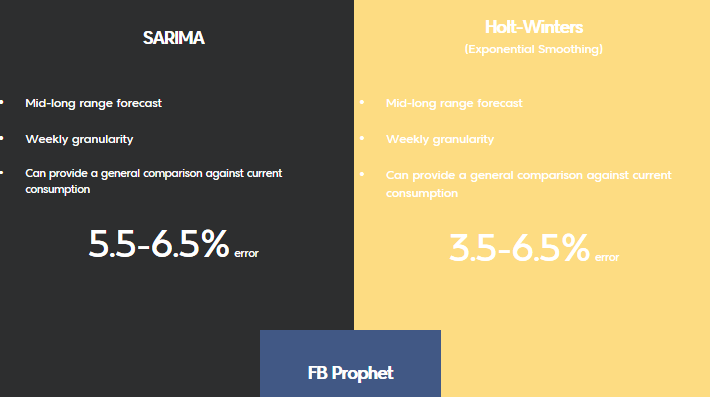 SARIMA
• Mid-long range forecast
• Weekly granularity
• Can provide a general comparison against current
consumption
5.5-6.5% error
Holt-Winters
(Exponential Smoothing)
• Mid-long range forecast
• Weekly granularity
• Can provide a general comparison against current
consumption
3.5-6.5% error
FB Prophet